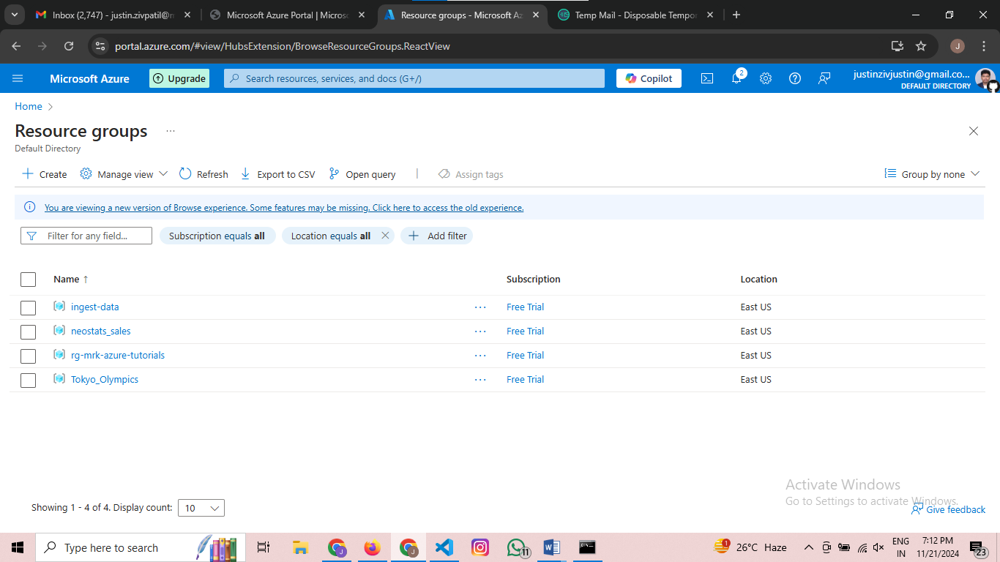 Inbox (2,747) - justin.zivpatil@m
Microsoft Azure Portal | Micros
Resource groups - Microsoft Az
Temp Mail - Disposable Tempo
portal.azure.com/#view/HubsExtension/BrowseResourceGroups.ReactView
J
Microsoft Azure
Upgrade
Search resources, services, and docs (G+/)
Copilot
2
justinzivjustin@gmail.co...
DEFAULT DIRECTORY
Home
Resource groups
...
Default Directory
Create
Manage view
Refresh
Export to CSV
Open query
Assign tags
Group by none
You are viewing a new version of Browse experience. Some features may be missing. Click here to access the old experience.
Filter for any field...
Subscription equals all
Location equals all
Add filter
Name ↑ Subscription Location
ingest-data ... Free Trial East US
neostats_sales ... Free Trial East US
rg-mrk-azure-tutorials ... Free Trial East US
Tokyo_Olympics ... Free Trial East US
Activate Windows
Go to Settings to activate Windows.
Showing 1 - 4 of 4. Display count: 10
Give feedback
Type here to search
J
J
11
1
26°C Haze
ENG
IN
7:12 PM
11/21/2024
23